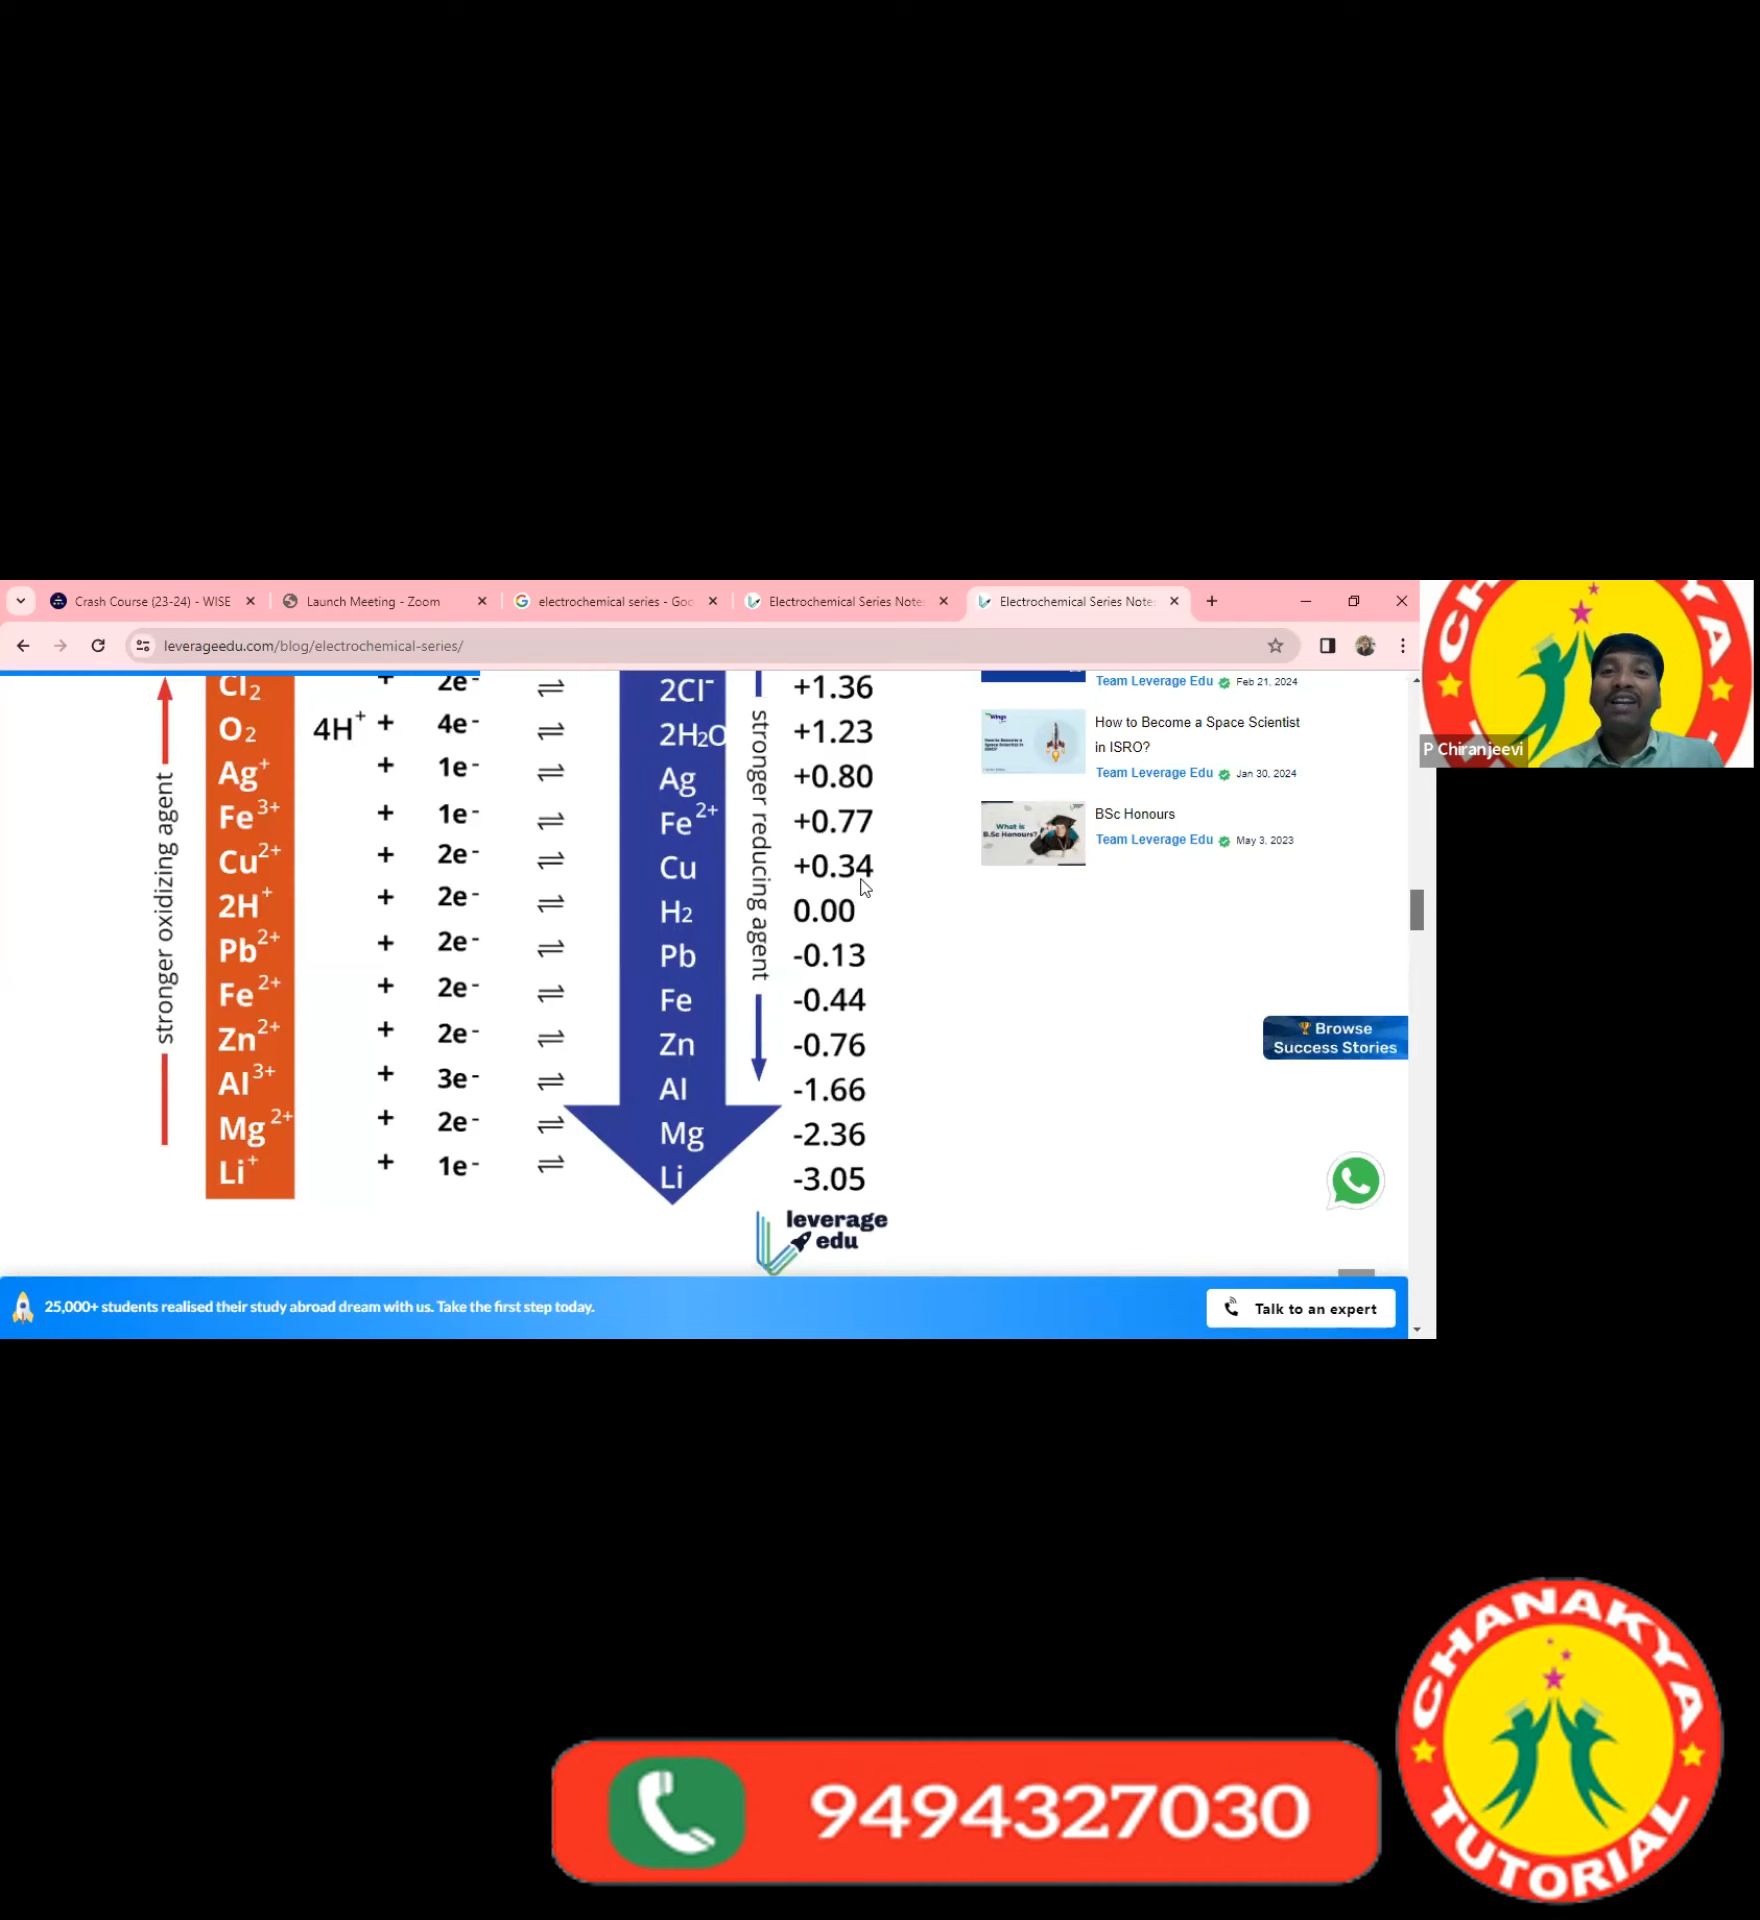 Crash Course (23-24) - WISE
Launch Meeting - Zoom
electrochemical series - Goo
Electrochemical Series Note
Electrochemical Series Note
leverageedu.com/blog/electrochemical-series/
stronger oxidizing agent
stronger reducing agent
Cl2 + 2e- ⇌ 2Cl- +1.36
O2 4H+ + 4e- ⇌ 2H2O +1.23
Ag+ + 1e- ⇌ Ag +0.80
Fe3+ + 1e- ⇌ Fe2+ +0.77
Cu2+ + 2e- ⇌ Cu +0.34
2H+ + 2e- ⇌ H2 0.00
Pb2+ + 2e- ⇌ Pb -0.13
Fe2+ + 2e- ⇌ Fe -0.44
Zn2+ + 2e- ⇌ Zn -0.76
Al3+ + 3e- ⇌ Al -1.66
Mg2+ + 2e- ⇌ Mg -2.36
Li+ + 1e- ⇌ Li -3.05
leverage
edu
Team Leverage Edu Feb 21, 2024
How to Become a Space Scientist
in ISRO?
Team Leverage Edu Jan 30, 2024
What is
B.Sc Honours?
BSc Honours
Team Leverage Edu May 3, 2023
Browse
Success Stories
P Chiranjeevi
25,000+ students realised their study abroad dream with us. Take the first step today.
Talk to an expert
9494327030
CHANAKYA
TUTORIAL